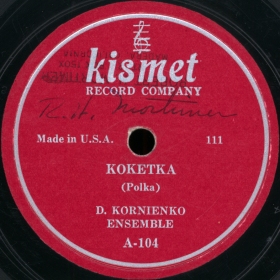 kismet
RECORD COMPANY
Made in U.S.A. 111
KOKETKA
(Polka)
D. KORNIENKO
ENSEMBLE
A-104